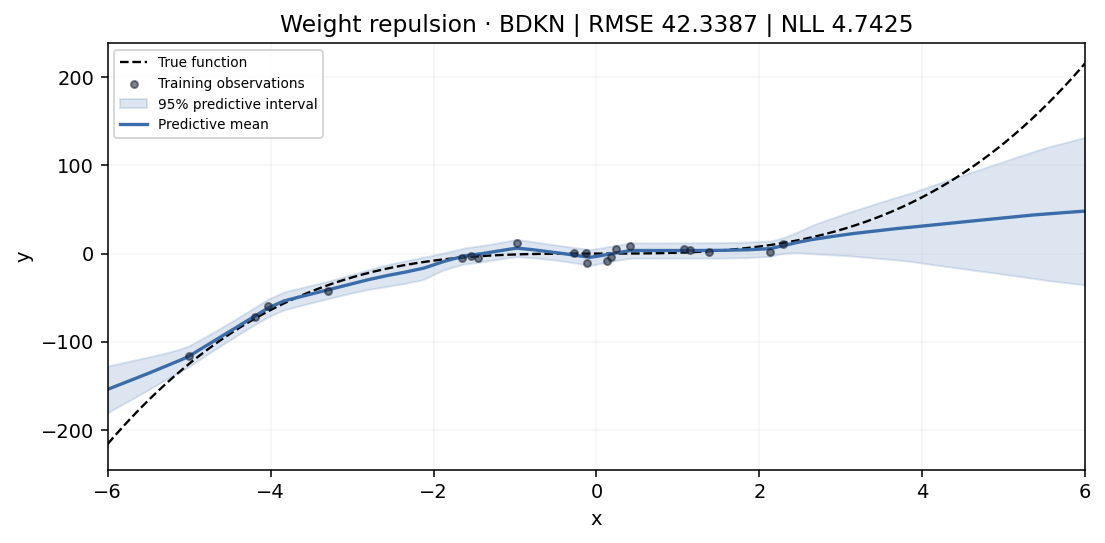 Weight repulsion · BDKN | RMSE 42.3387 | NLL 4.7425
True function
Training observations
95% predictive interval
Predictive mean
200
100
0
−100
−200
y
−6 −4 −2 0 2 4 6
x